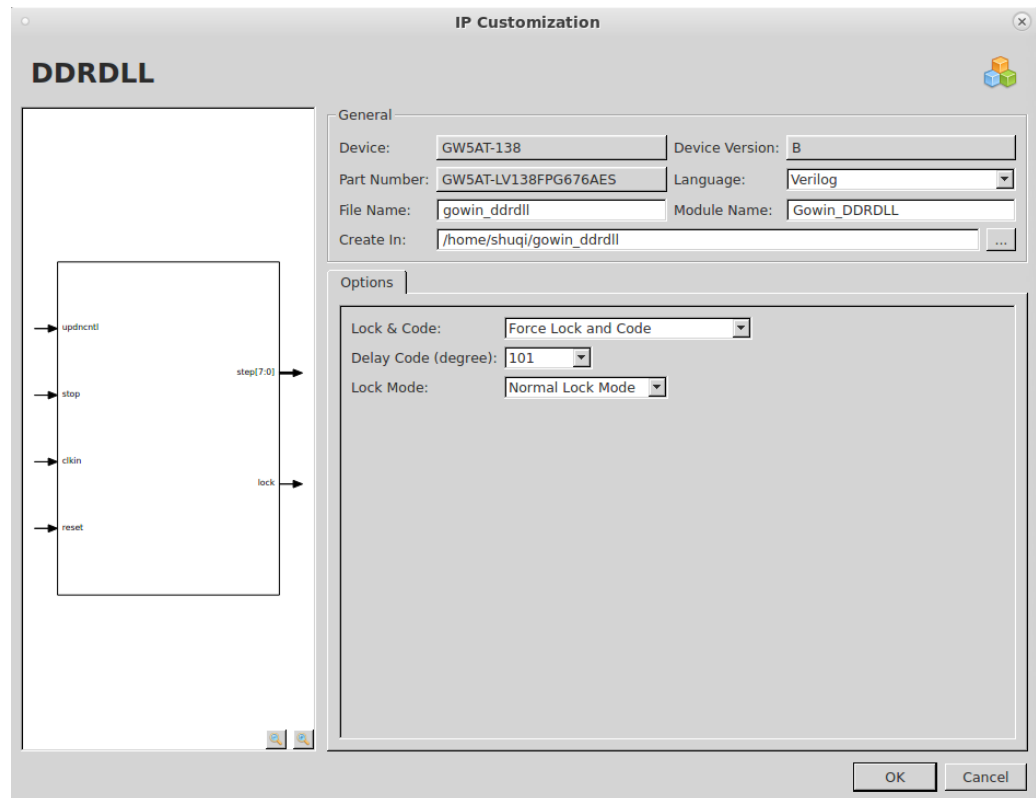 IP Customization
DDRDLL
General
Device: GW5AT-138 Device Version: B
Part Number: GW5AT-LV138FPG676AES Language: Verilog
File Name: gowin_ddrdll Module Name: Gowin_DDRDLL
Create In: /home/shuqi/gowin_ddrdll ...
Options
Lock & Code: Force Lock and Code
Delay Code (degree): 101
Lock Mode: Normal Lock Mode
updncntl
step[7:0]
stop
clkin
lock
reset
OK Cancel